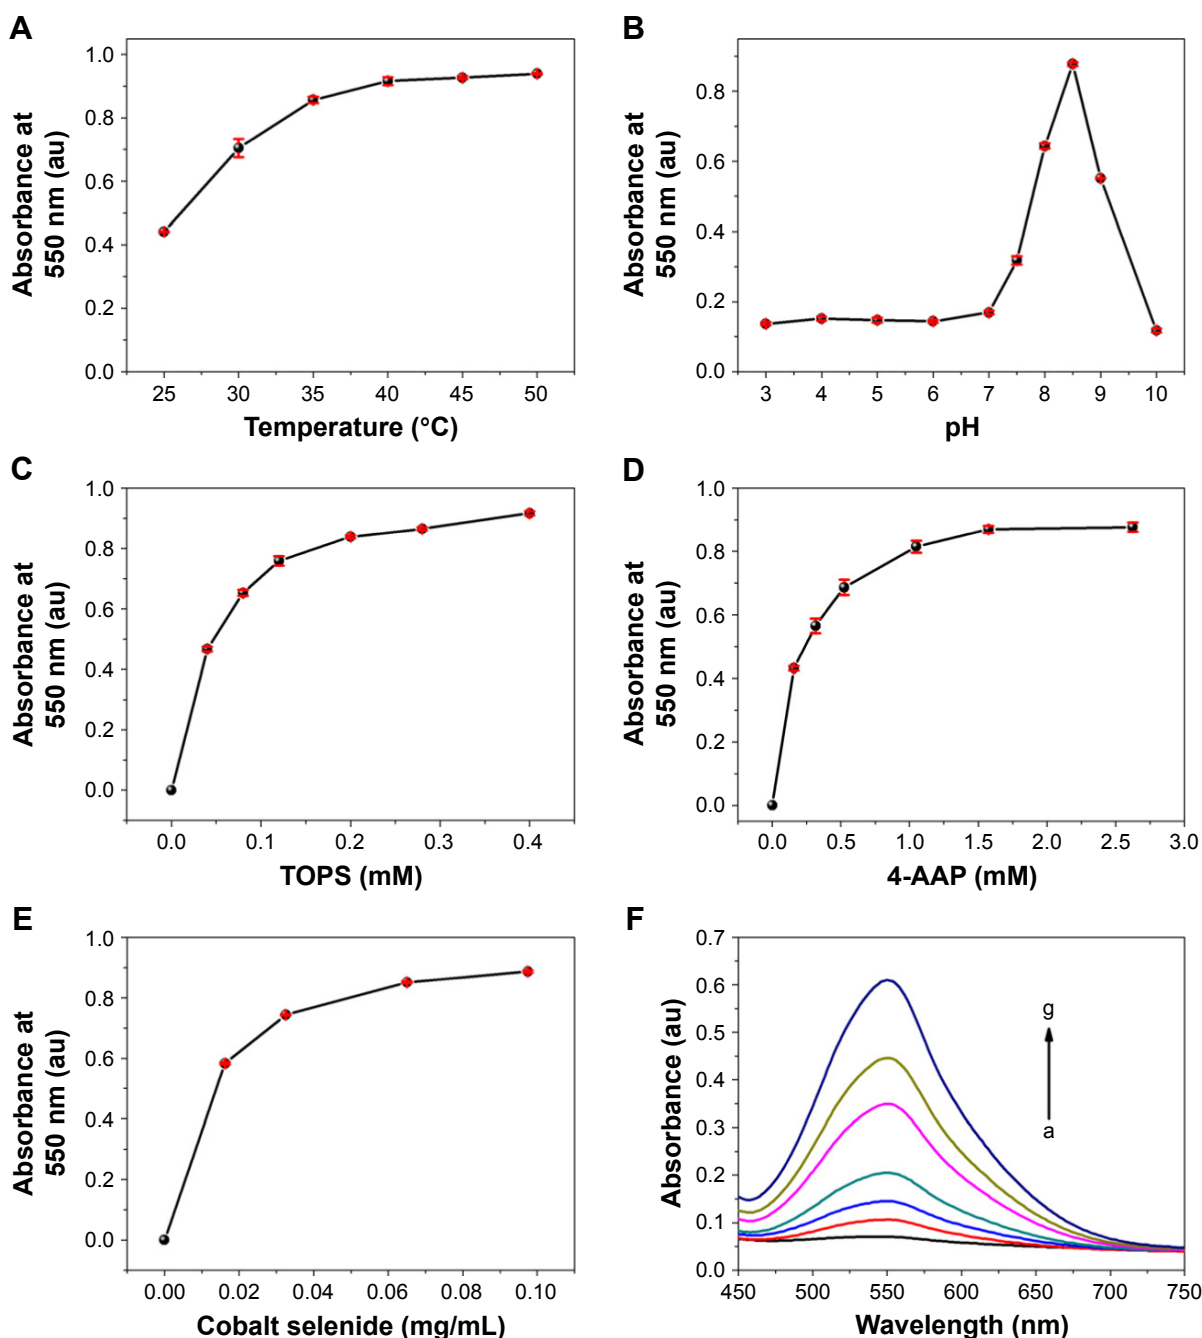 A
Absorbance at
550 nm (au)
1.0
0.8
0.6
0.4
0.2
0.0
25 30 35 40 45 50
Temperature (°C)
B
Absorbance at
550 nm (au)
0.8
0.6
0.4
0.2
0.0
3 4 5 6 7 8 9 10
pH
C
Absorbance at
550 nm (au)
1.0
0.8
0.6
0.4
0.2
0.0
0.0 0.1 0.2 0.3 0.4
TOPS (mM)
D
Absorbance at
550 nm (au)
1.0
0.8
0.6
0.4
0.2
0.0
0.0 0.5 1.0 1.5 2.0 2.5 3.0
4-AAP (mM)
E
Absorbance at
550 nm (au)
1.0
0.8
0.6
0.4
0.2
0.0
0.00 0.02 0.04 0.06 0.08 0.10
Cobalt selenide (mg/mL)
F
Absorbance (au)
0.7
0.6
0.5
0.4
0.3
0.2
0.1
0.0
g
a
450 500 550 600 650 700 750
Wavelength (nm)